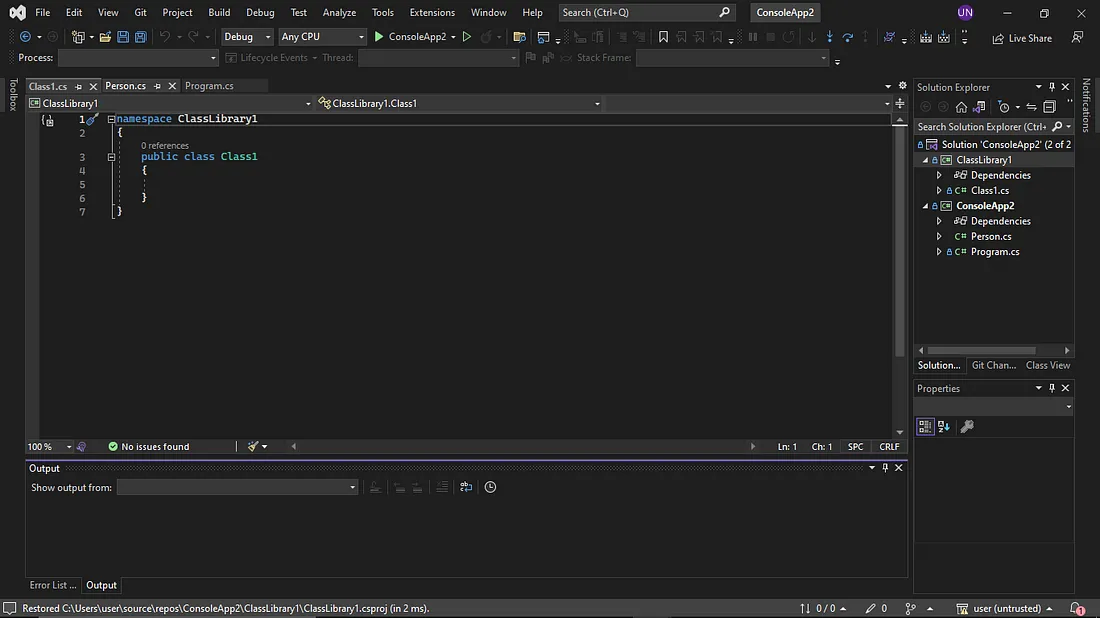 File Edit View Git Project Build Debug Test Analyze Tools Extensions Window Help Search (Ctrl+Q) ConsoleApp2 UN
Debug Any CPU ConsoleApp2 Live Share
Process: Lifecycle Events Thread: Stack Frame:
Toolbox
Class1.cs Person.cs Program.cs
ClassLibrary1 ClassLibrary1.Class1
1 namespace ClassLibrary1
2 {
0 references
3 public class Class1
4 {
5
6 }
7 }
100 % No issues found Ln: 1 Ch: 1 SPC CRLF
Output
Show output from:
Error List ... Output
Solution Explorer
Search Solution Explorer (Ctrl+
Solution 'ConsoleApp2' (2 of 2
ClassLibrary1
Dependencies
C# Class1.cs
ConsoleApp2
Dependencies
C# Person.cs
C# Program.cs
Solution... Git Chan... Class View
Properties
Notifications
Restored C:\Users\user\source\repos\ConsoleApp2\ClassLibrary1\ClassLibrary1.csproj (in 2 ms). 0 / 0 0 user (untrusted) 1